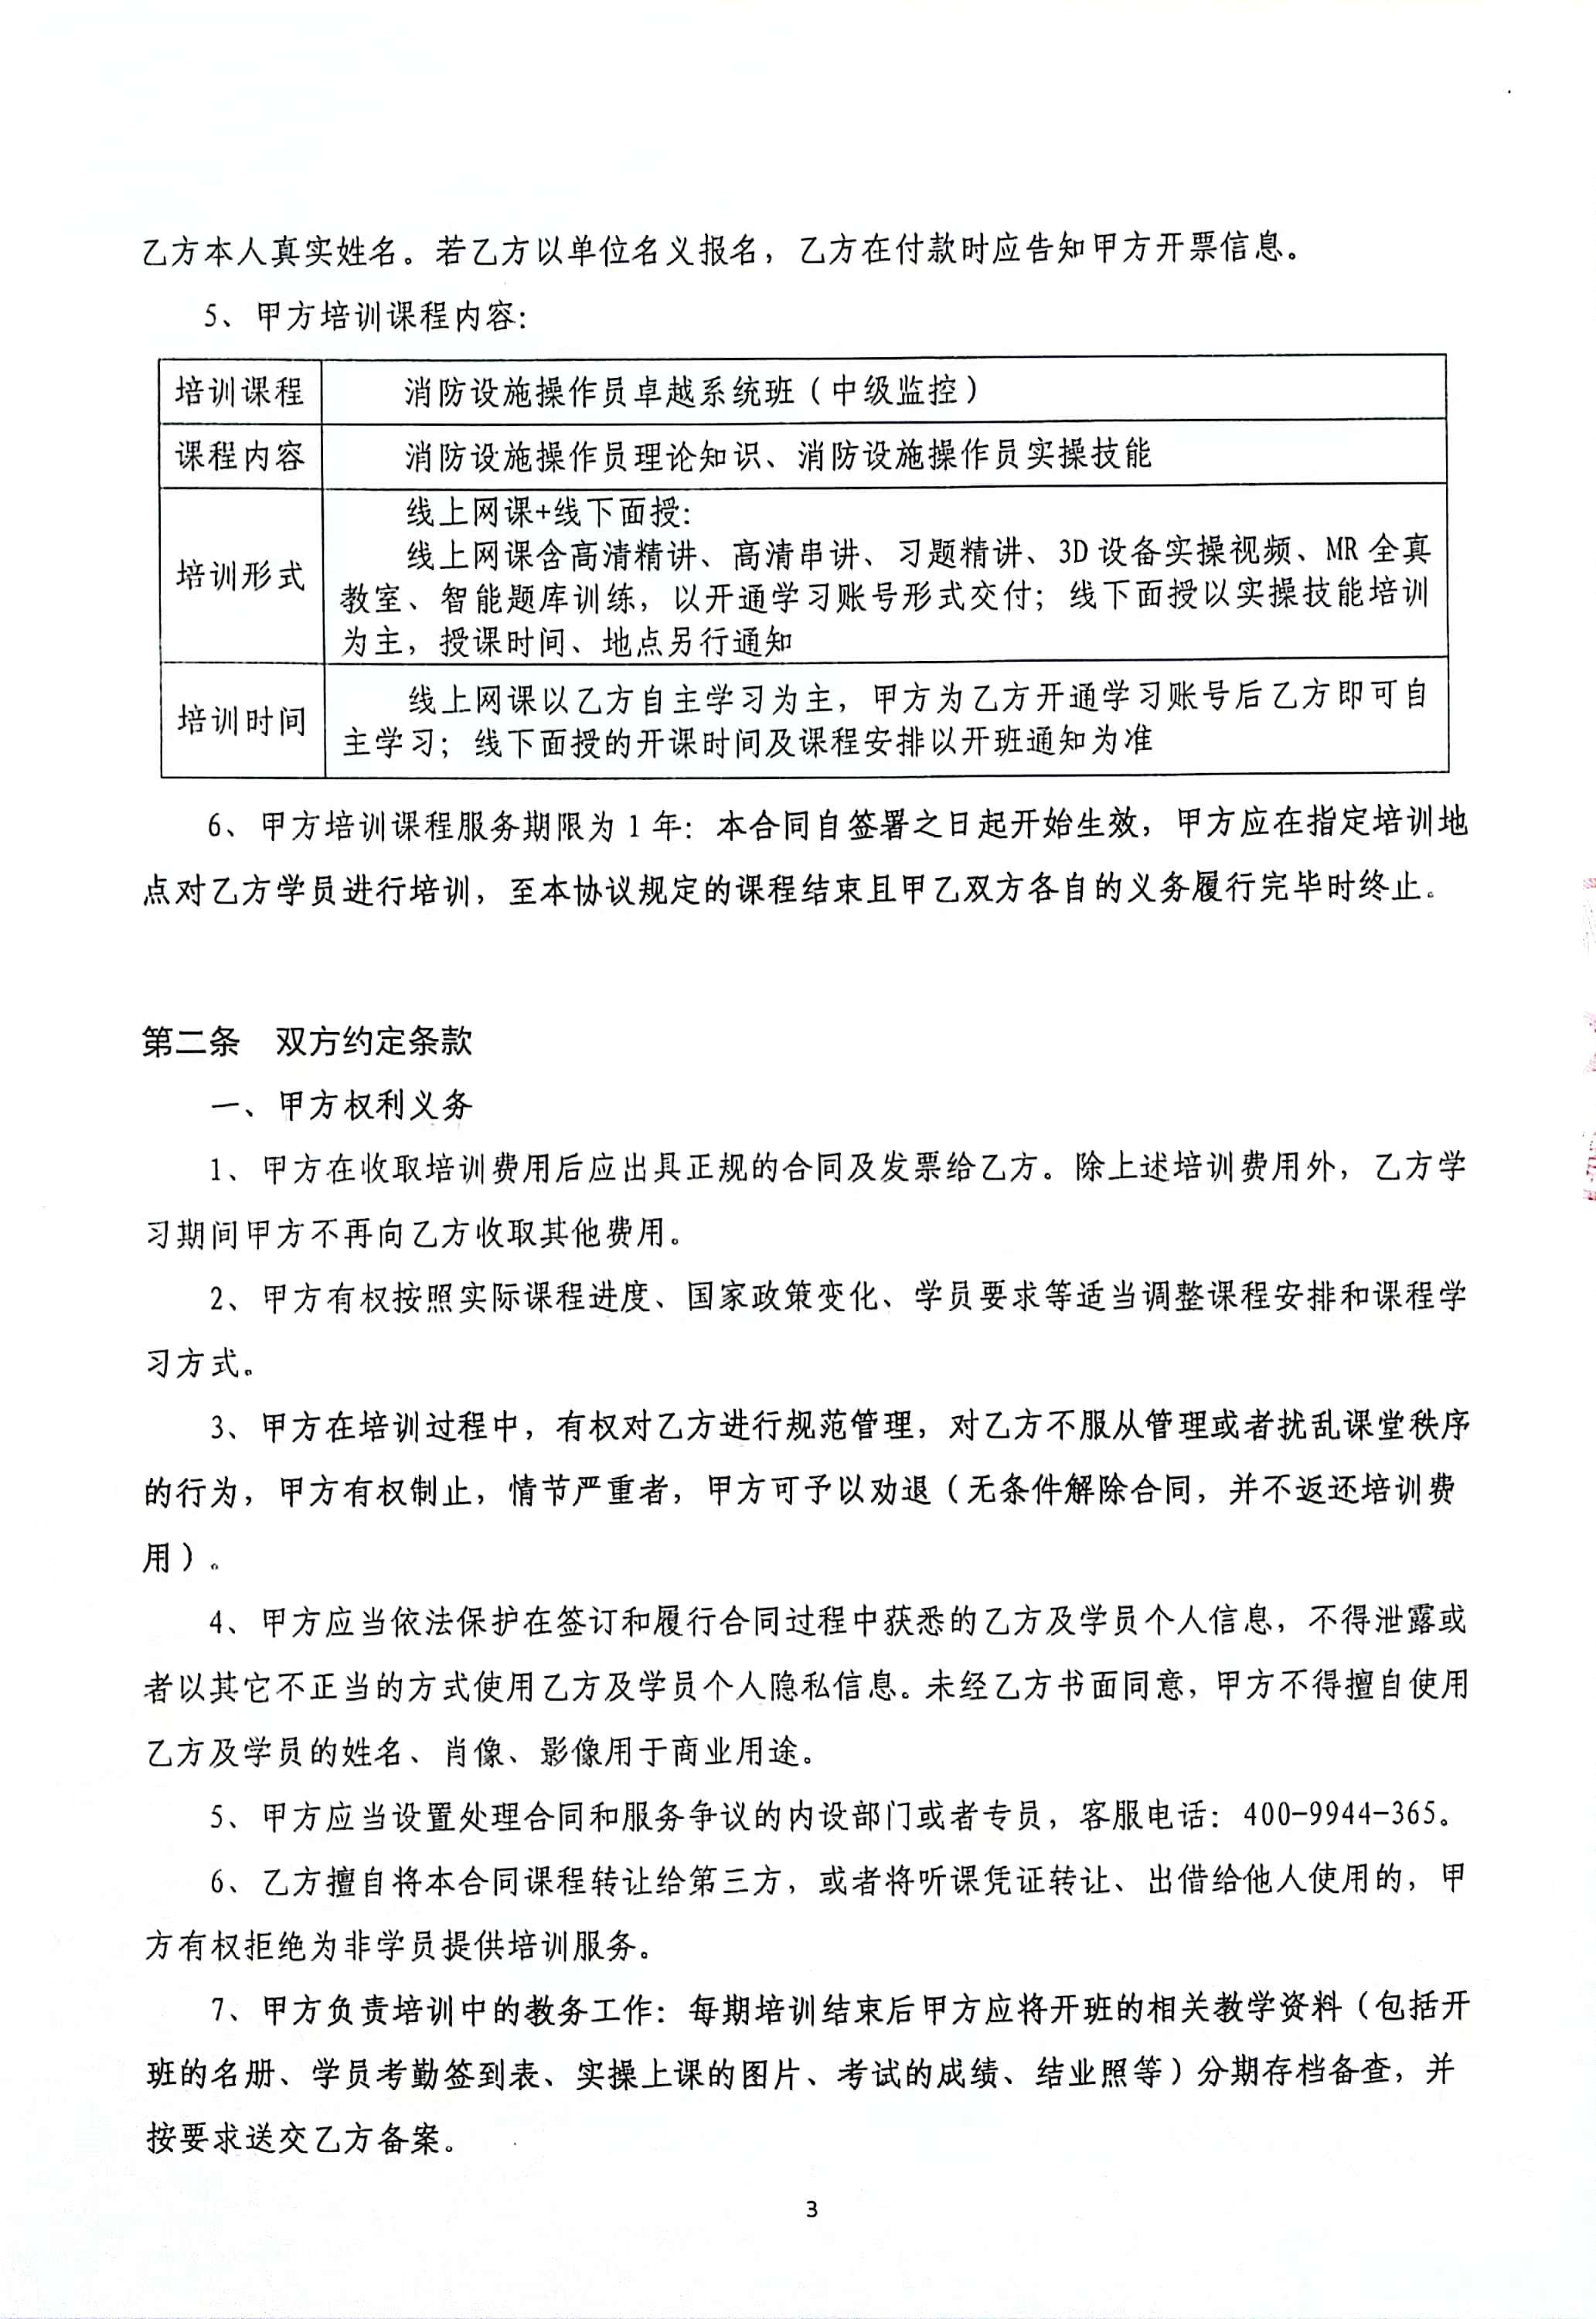 乙方本人真实姓名。若乙方以单位名义报名，乙方在付款时应告知甲方开票信息。
5、甲方培训课程内容：
培训课程 消防设施操作员卓越系统班（中级监控）
课程内容 消防设施操作员理论知识、消防设施操作员实操技能
线上网课+线下面授：
线上网课含高清精讲、高清串讲、习题精讲、3D 设备实操视频、MR 全真
培训形式
教室、智能题库训练，以开通学习账号形式交付；线下面授以实操技能培训
为主，授课时间、地点另行通知
线上网课以乙方自主学习为主，甲方为乙方开通学习账号后乙方即可自
培训时间
主学习；线下面授的开课时间及课程安排以开班通知为准
6、甲方培训课程服务期限为 1 年：本合同自签署之日起开始生效，甲方应在指定培训地
点对乙方学员进行培训，至本协议规定的课程结束且甲乙双方各自的义务履行完毕时终止。
第二条 双方约定条款
一、甲方权利义务
1、甲方在收取培训费用后应出具正规的合同及发票给乙方。除上述培训费用外，乙方学
习期间甲方不再向乙方收取其他费用。
2、甲方有权按照实际课程进度、国家政策变化、学员要求等适当调整课程安排和课程学
习方式。
3、甲方在培训过程中，有权对乙方进行规范管理，对乙方不服从管理或者扰乱课堂秩序
的行为，甲方有权制止，情节严重者，甲方可予以劝退（无条件解除合同，并不返还培训费
用）。
4、甲方应当依法保护在签订和履行合同过程中获悉的乙方及学员个人信息，不得泄露或
者以其它不正当的方式使用乙方及学员个人隐私信息。未经乙方书面同意，甲方不得擅自使用
乙方及学员的姓名、肖像、影像用于商业用途。
5、甲方应当设置处理合同和服务争议的内设部门或者专员，客服电话：400-9944-365。
6、乙方擅自将本合同课程转让给第三方，或者将听课凭证转让、出借给他人使用的，甲
方有权拒绝为非学员提供培训服务。
7、甲方负责培训中的教务工作：每期培训结束后甲方应将开班的相关教学资料（包括开
班的名册、学员考勤签到表、实操上课的图片、考试的成绩、结业照等）分期存档备查，并
按要求送交乙方备案。
3